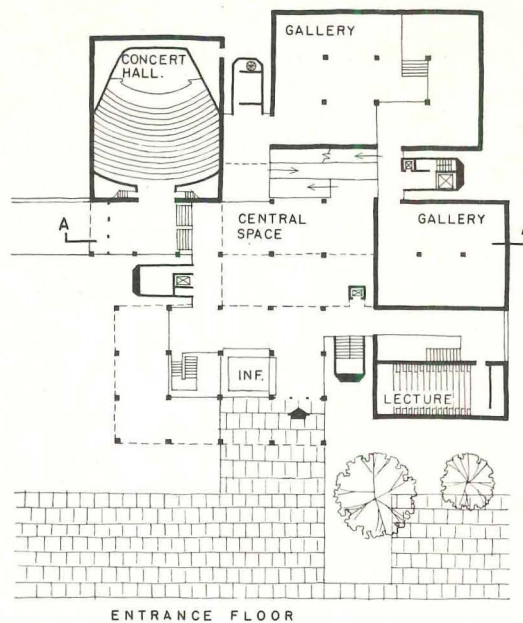 GALLERY
CONCERT
HALL.
A
CENTRAL
SPACE
GALLERY
INF.
LECTURE
ENTRANCE FLOOR